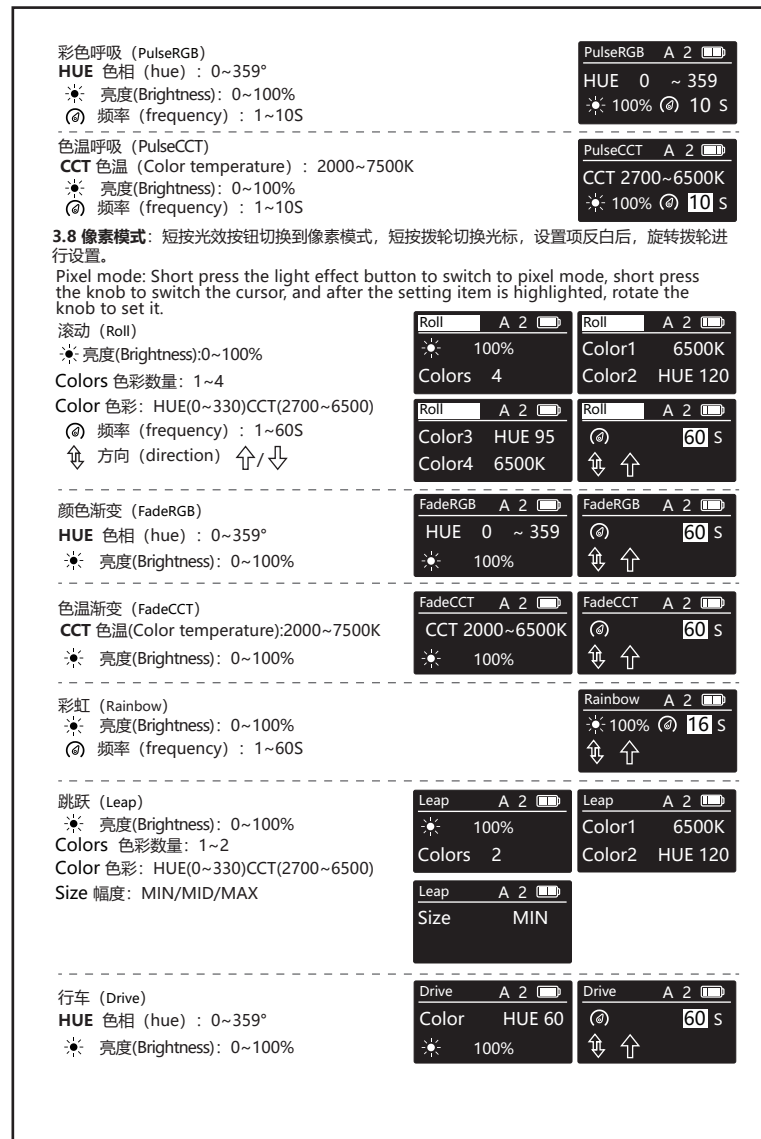 彩色呼吸（PulseRGB）
HUE 色相（hue）: 0~359°
亮度(Brightness)：0~100%
频率（frequency）: 1~10S
PulseRGB A 2
HUE 0 ~ 359
100% 10 S
色温呼吸（PulseCCT）
CCT 色温（Color temperature）: 2000~7500K
亮度(Brightness)：0~100%
频率（frequency）: 1~10S
PulseCCT A 2
CCT 2700~6500K
100% 10 S
3.8 像素模式：短按光效按钮切换到像素模式，短按拨轮切换光标，设置项反白后，旋转拨轮进
行设置。
Pixel mode: Short press the light effect button to switch to pixel mode, short press
the knob to switch the cursor, and after the setting item is highlighted, rotate the
knob to set it.
滚动（Roll）
亮度(Brightness):0~100%
Colors 色彩数量：1~4
Color 色彩：HUE(0~330)CCT(2700~6500)
频率（frequency）: 1~60S
方向（direction） ⇧/⇩
Roll A 2
100%
Colors 4
Roll A 2
Color1 6500K
Color2 HUE 120
Roll A 2
Color3 HUE 95
Color4 6500K
Roll A 2
60 S
⇧
颜色渐变（FadeRGB）
HUE 色相（hue）: 0~359°
亮度(Brightness)：0~100%
FadeRGB A 2
HUE 0 ~ 359
100%
FadeRGB A 2
60 S
⇧
色温渐变（FadeCCT）
CCT 色温(Color temperature):2000~7500K
亮度(Brightness)：0~100%
FadeCCT A 2
CCT 2000~6500K
100%
FadeCCT A 2
60 S
⇧
彩虹（Rainbow）
亮度(Brightness)：0~100%
频率（frequency）: 1~60S
Rainbow A 2
100% 16 S
⇧
跳跃（Leap）
亮度(Brightness)：0~100%
Colors 色彩数量：1~2
Color 色彩：HUE(0~330)CCT(2700~6500)
Size 幅度：MIN/MID/MAX
Leap A 2
100%
Colors 2
Leap A 2
Color1 6500K
Color2 HUE 120
Leap A 2
Size MIN
行车（Drive）
HUE 色相（hue）: 0~359°
亮度(Brightness)：0~100%
Drive A 2
Color HUE 60
100%
Drive A 2
60 S
⇧